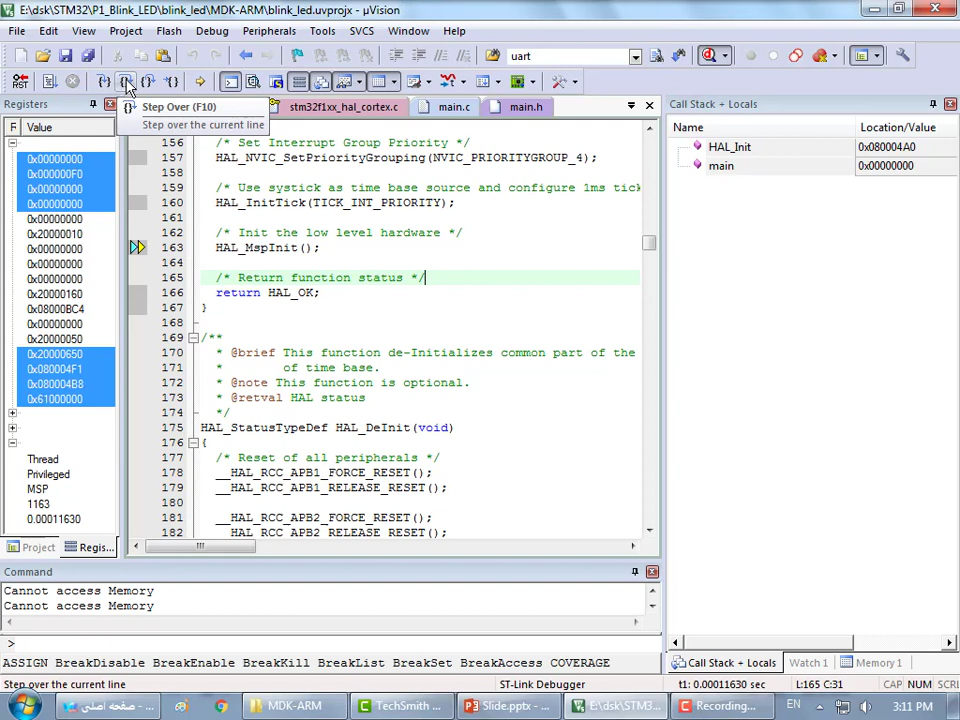 E:\dsk\STM32\P1_Blink_LED\blink_led\MDK-ARM\blink_led.uvprojx - µVision
File Edit View Project Flash Debug Peripherals Tools SVCS Window Help
uart
RST
Registers
Step Over (F10)
Step over the current line
stm32f1xx_hal_cortex.c main.c main.h
Call Stack + Locals
F Value
Name Location/Value
HAL_Init 0x080004A0
main 0x00000000
0x00000000
0x000000F0
0x00000000
0x00000000
0x00000000
0x20000010
0x00000000
0x00000000
0x20000160
0x08000BC4
0x00000000
0x20000050
0x20000650
0x080004F1
0x080004B8
0x61000000
Thread
Privileged
MSP
1163
0.00011630
156 /* Set Interrupt Group Priority */
157 HAL_NVIC_SetPriorityGrouping(NVIC_PRIORITYGROUP_4);
158
159 /* Use systick as time base source and configure 1ms tick
160 HAL_InitTick(TICK_INT_PRIORITY);
161
162 /* Init the low level hardware */
163 HAL_MspInit();
164
165 /* Return function status */
166 return HAL_OK;
167 }
168
169 /**
170 * @brief This function de-Initializes common part of the
171 * of time base.
172 * @note This function is optional.
173 * @retval HAL status
174 */
175 HAL_StatusTypeDef HAL_DeInit(void)
176 {
177 /* Reset of all peripherals */
178 __HAL_RCC_APB1_FORCE_RESET();
179 __HAL_RCC_APB1_RELEASE_RESET();
180
181 __HAL_RCC_APB2_FORCE_RESET();
182 __HAL_RCC_APB2_RELEASE_RESET();
Project Regis...
Command
Cannot access Memory
Cannot access Memory
>
ASSIGN BreakDisable BreakEnable BreakKill BreakList BreakSet BreakAccess COVERAGE
Call Stack + Locals Watch 1 Memory 1
Step over the current line ST-Link Debugger t1: 0.00011630 sec L:165 C:31 CAP NUM SCRL
صفحه اصلی - ... MDK-ARM TechSmith ... Slide.pptx - ... E:\dsk\STM3... Recording... EN 3:11 PM